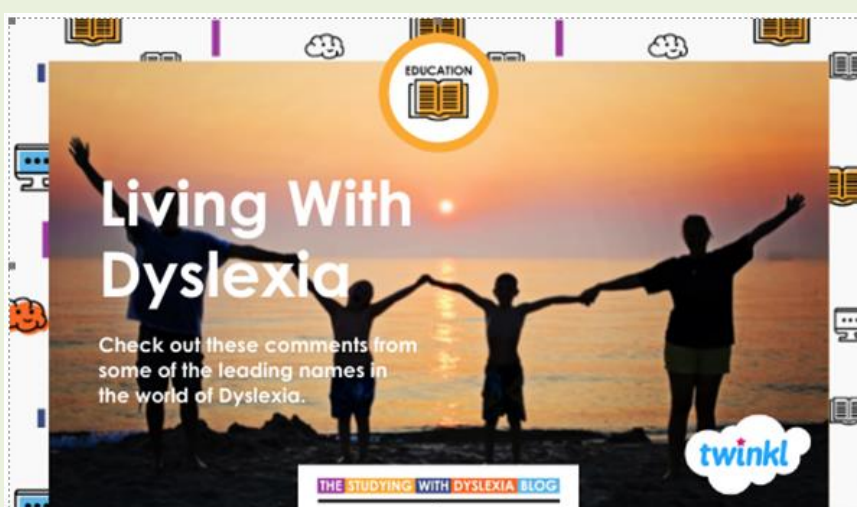 EDUCATION
Living With
Dyslexia
Check out these comments from
some of the leading names in
the world of Dyslexia.
twinkl
THE STUDYING WITH DYSLEXIA BLOG